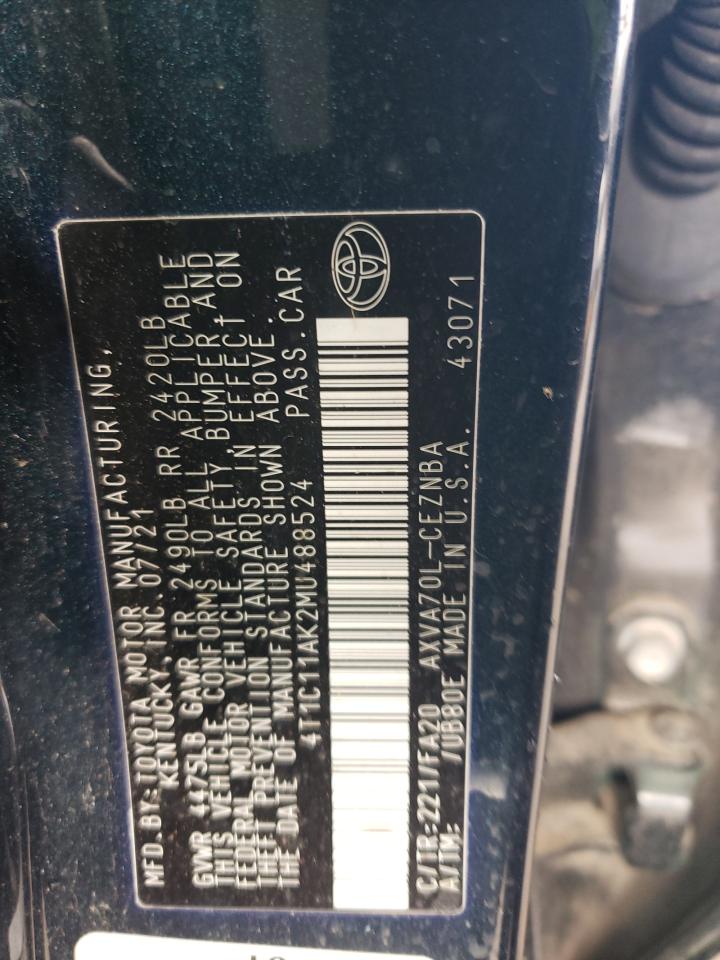 MFD. BY: TOYOTA MOTOR MANUFACTURING,
KENTUCKY, INC. 07/21
GVWR 4475LB GAWR FR 2490LB RR 2420LB
THIS VEHICLE CONFORMS TO ALL APPLICABLE
FEDERAL MOTOR VEHICLE SAFETY, BUMPER AND
THEFT PREVENTION STANDARDS IN EFFECT ON
THE DATE OF MANUFACTURE SHOWN ABOVE.
4T1C11AK2MU488524 PASS.CAR
C/TR:221/FA20 AXVA70L-CEZNBA
A/TM: /UB80E MADE IN U.S.A. 43071